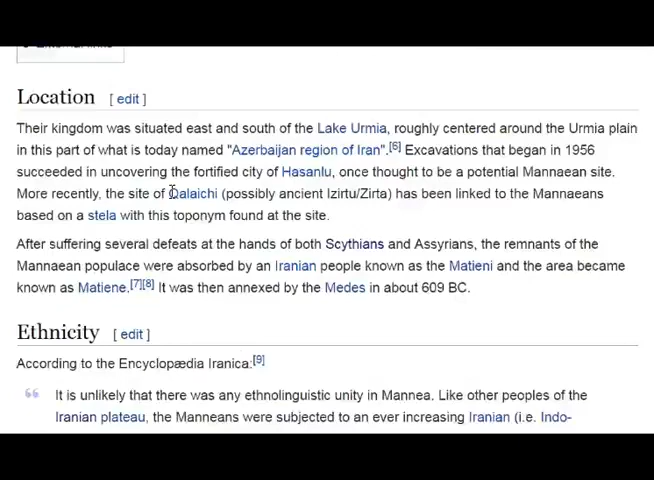 Location [ edit ]
Their kingdom was situated east and south of the Lake Urmia, roughly centered around the Urmia plain
in this part of what is today named "Azerbaijan region of Iran".[6] Excavations that began in 1956
succeeded in uncovering the fortified city of Hasanlu, once thought to be a potential Mannaean site.
More recently, the site of Qalaichi (possibly ancient Izirtu/Zirta) has been linked to the Mannaeans
based on a stela with this toponym found at the site.
After suffering several defeats at the hands of both Scythians and Assyrians, the remnants of the
Mannaean populace were absorbed by an Iranian people known as the Matieni and the area became
known as Matiene.[7][8] It was then annexed by the Medes in about 609 BC.
Ethnicity [ edit ]
According to the Encyclopædia Iranica:[9]
It is unlikely that there was any ethnolinguistic unity in Mannea. Like other peoples of the
Iranian plateau, the Manneans were subjected to an ever increasing Iranian (i.e. Indo-